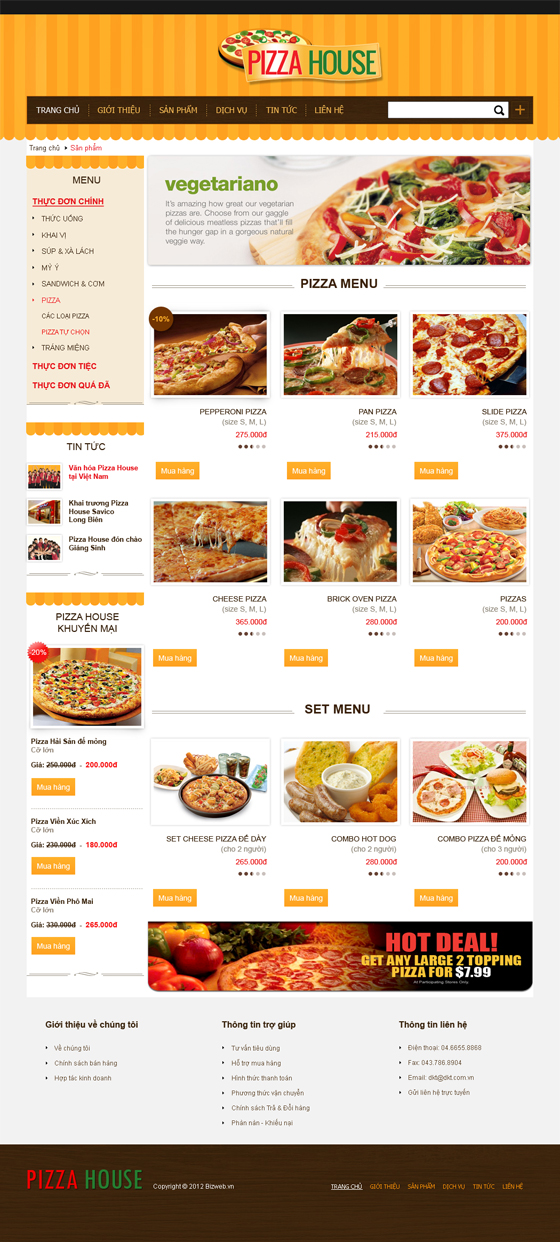 PIZZA HOUSE
TRANG CHỦ
GIỚI THIỆU
SẢN PHẨM
DỊCH VỤ
TIN TỨC
LIÊN HỆ
Trang chủ
Sản phẩm
MENU
THỰC ĐƠN CHÍNH
THỨC UỐNG
KHAI VỊ
SÚP & XÀ LÁCH
MỲ Ý
SANDWICH & CƠM
PIZZA
CÁC LOẠI PIZZA
PIZZA TỰ CHỌN
TRÁNG MIỆNG
THỰC ĐƠN TIỆC
THỰC ĐƠN QUÁ ĐÃ
TIN TỨC
Văn hóa Pizza House
tại Việt Nam
Khai trương Pizza
House Savico
Long Biên
Pizza House đón chào
Giáng Sinh
PIZZA HOUSE
KHUYẾN MẠI
-20%
Pizza Hải Sản đế mỏng
Cỡ lớn
Giá: 250.000đ - 200.000đ
Mua hàng
Pizza Viền Xúc Xích
Cỡ lớn
Giá: 230.000đ - 180.000đ
Mua hàng
Pizza Viền Phô Mai
Cỡ lớn
Giá: 330.000đ - 265.000đ
Mua hàng
vegetariano
It's amazing how great our vegetarian
pizzas are. Choose from our gaggle
of delicious meatless pizzas that'll fill
the hunger gap in a gorgeous natural
veggie way.
PIZZA MENU
-10%
PEPPERONI PIZZA
(size S, M, L)
275.000đ
Mua hàng
PAN PIZZA
(size S, M, L)
215.000đ
Mua hàng
SLIDE PIZZA
(size S, M, L)
375.000đ
Mua hàng
CHEESE PIZZA
(size S, M, L)
365.000đ
Mua hàng
BRICK OVEN PIZZA
(size S, M, L)
280.000đ
Mua hàng
PIZZAS
(size S, M, L)
200.000đ
Mua hàng
SET MENU
SET CHEESE PIZZA ĐẾ DÀY
(cho 2 người)
265.000đ
Mua hàng
COMBO HOT DOG
(cho 2 người)
280.000đ
Mua hàng
COMBO PIZZA ĐẾ MỎNG
(cho 3 người)
200.000đ
Mua hàng
HOT DEAL!
GET ANY LARGE 2 TOPPING
PIZZA FOR $7.99
At Participating Stores Only
Giới thiệu về chúng tôi
Về chúng tôi
Chính sách bán hàng
Hợp tác kinh doanh
Thông tin trợ giúp
Tư vấn tiêu dùng
Hỗ trợ mua hàng
Hình thức thanh toán
Phương thức vận chuyển
Chính sách Trả & Đổi hàng
Phàn nàn - Khiếu nại
Thông tin liên hệ
Điện thoại: 04.6655.8868
Fax: 043.786.8904
Email: dkt@dkt.com.vn
Gửi liên hệ trực tuyến
PIZZA HOUSE
Copyright © 2012 Bizweb.vn
TRANG CHỦ
GIỚI THIỆU
SẢN PHẨM
DỊCH VỤ
TIN TỨC
LIÊN HỆ